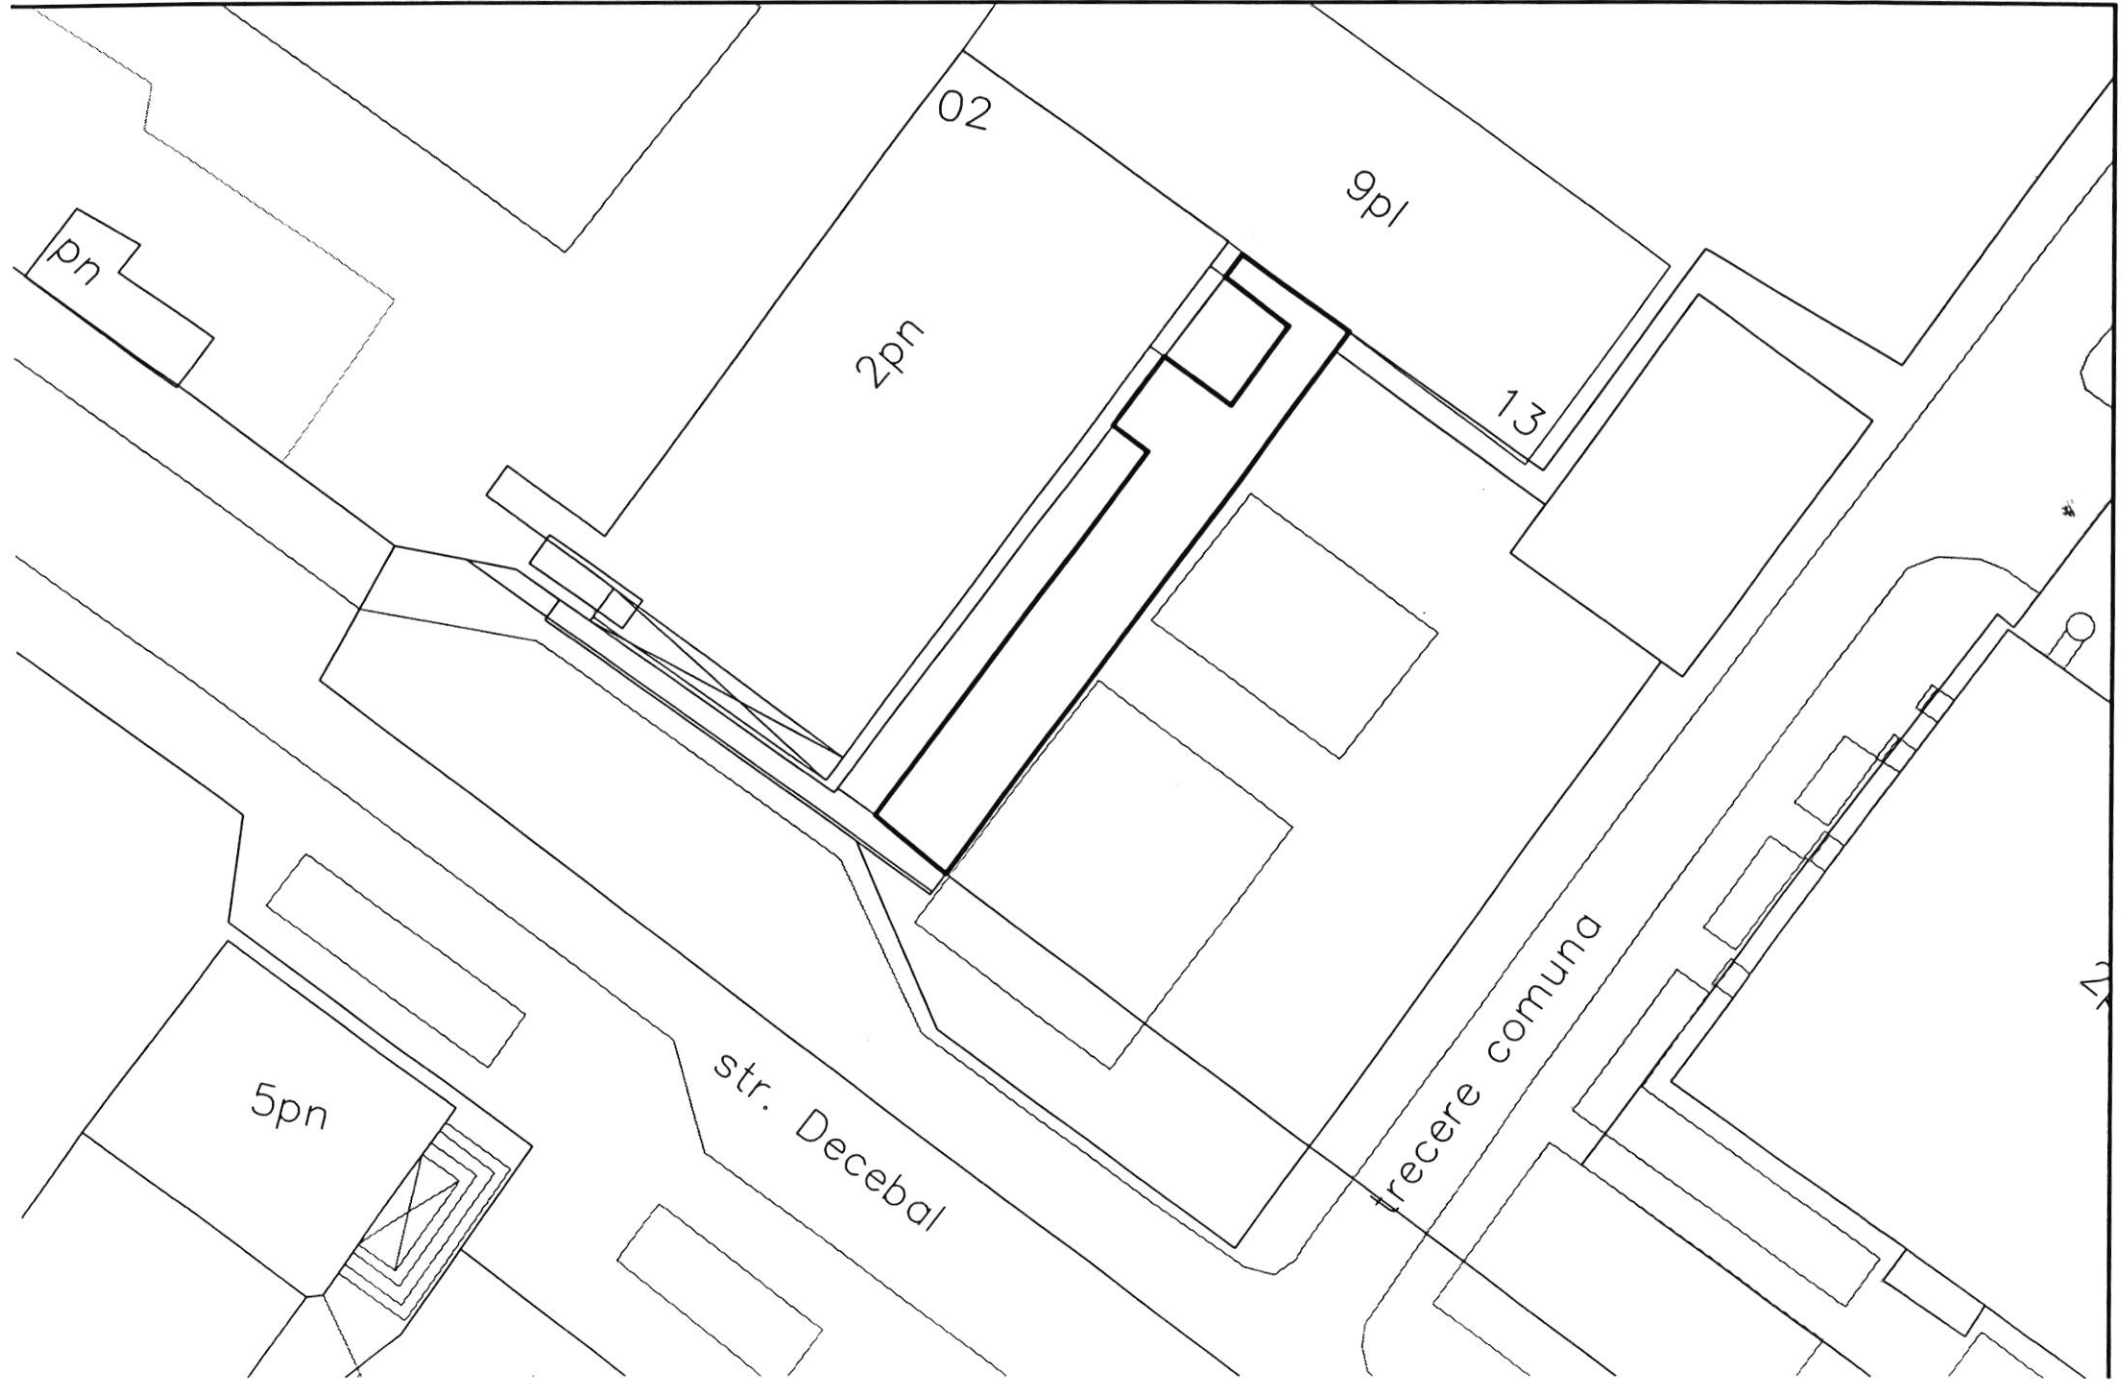 02
9pl
pn
2pn
13
trecere comuna
str. Decebal
5pn